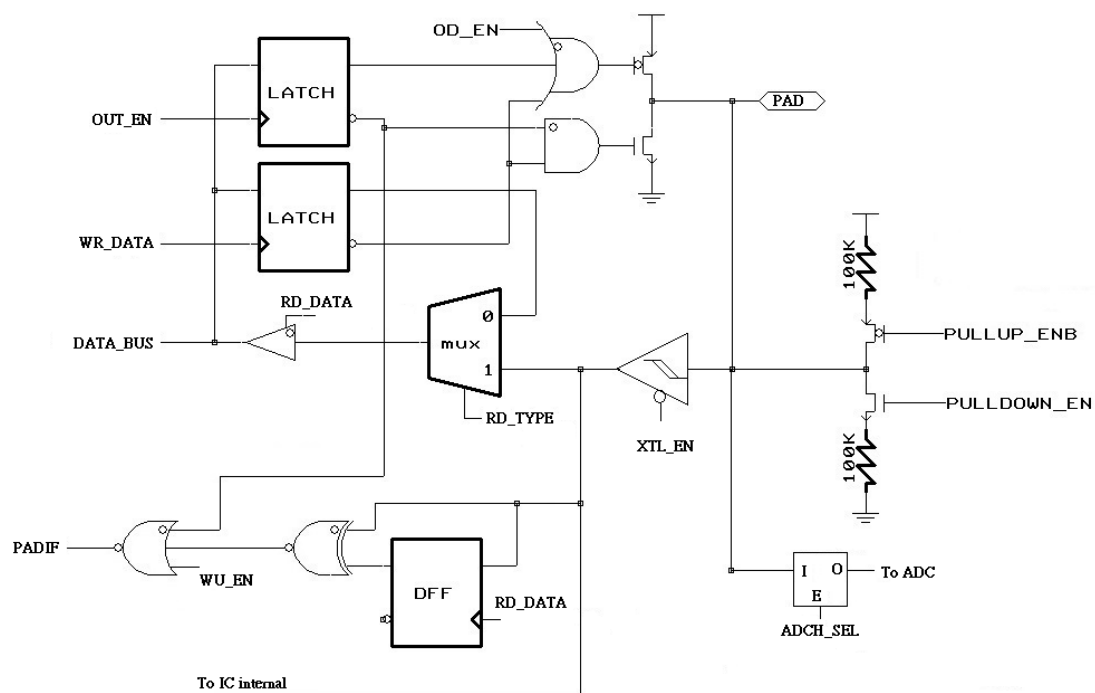 OD_EN
LATCH
PAD
OUT_EN
LATCH
WR_DATA
100K
RD_DATA
0
DATA_BUS
mux
PULLUP_ENB
1
PULLDOWN_EN
RD_TYPE
XTL_EN
100K
PADIF
WU_EN
I O
To ADC
DFF
RD_DATA
E
ADCH_SEL
To IC internal